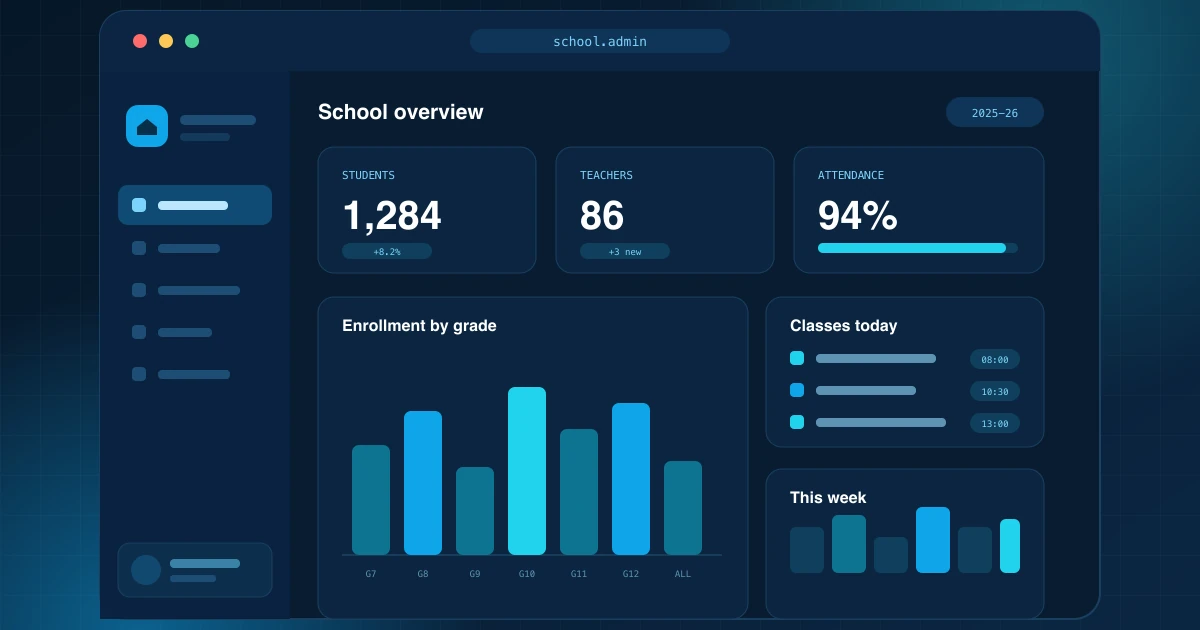 school.admin
School overview
2025–26
STUDENTS
1,284
+8.2%
TEACHERS
86
+3 new
ATTENDANCE
94%
Enrollment by grade
G7 G8 G9 G10 G11 G12 ALL
Classes today
08:00
10:30
13:00
This week